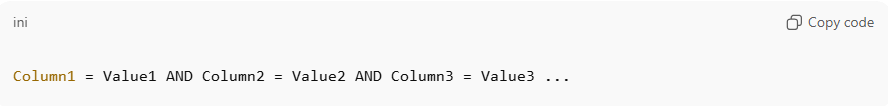 ini Copy code
Column1 = Value1 AND Column2 = Value2 AND Column3 = Value3 ...